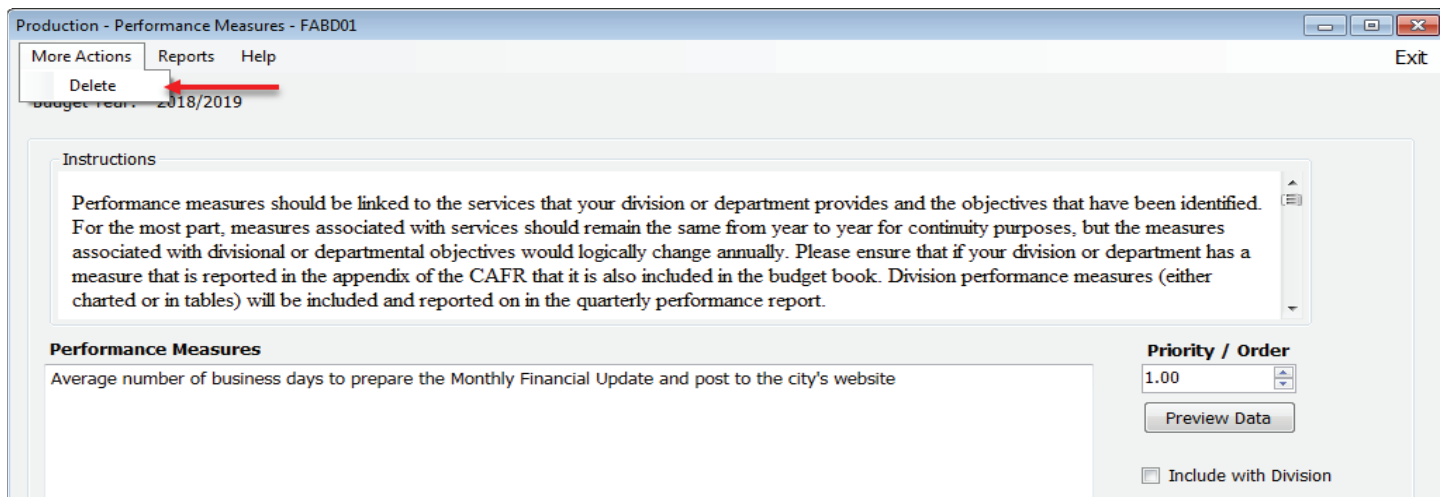 Production - Performance Measures - FABD01
More Actions Reports Help Exit
Delete
Budget Year: 2018/2019
Instructions
Performance measures should be linked to the services that your division or department provides and the objectives that have been identified.
For the most part, measures associated with services should remain the same from year to year for continuity purposes, but the measures
associated with divisional or departmental objectives would logically change annually. Please ensure that if your division or department has a
measure that is reported in the appendix of the CAFR that it is also included in the budget book. Division performance measures (either
charted or in tables) will be included and reported on in the quarterly performance report.
Performance Measures Priority / Order
Average number of business days to prepare the Monthly Financial Update and post to the city's website 1.00
Preview Data
Include with Division